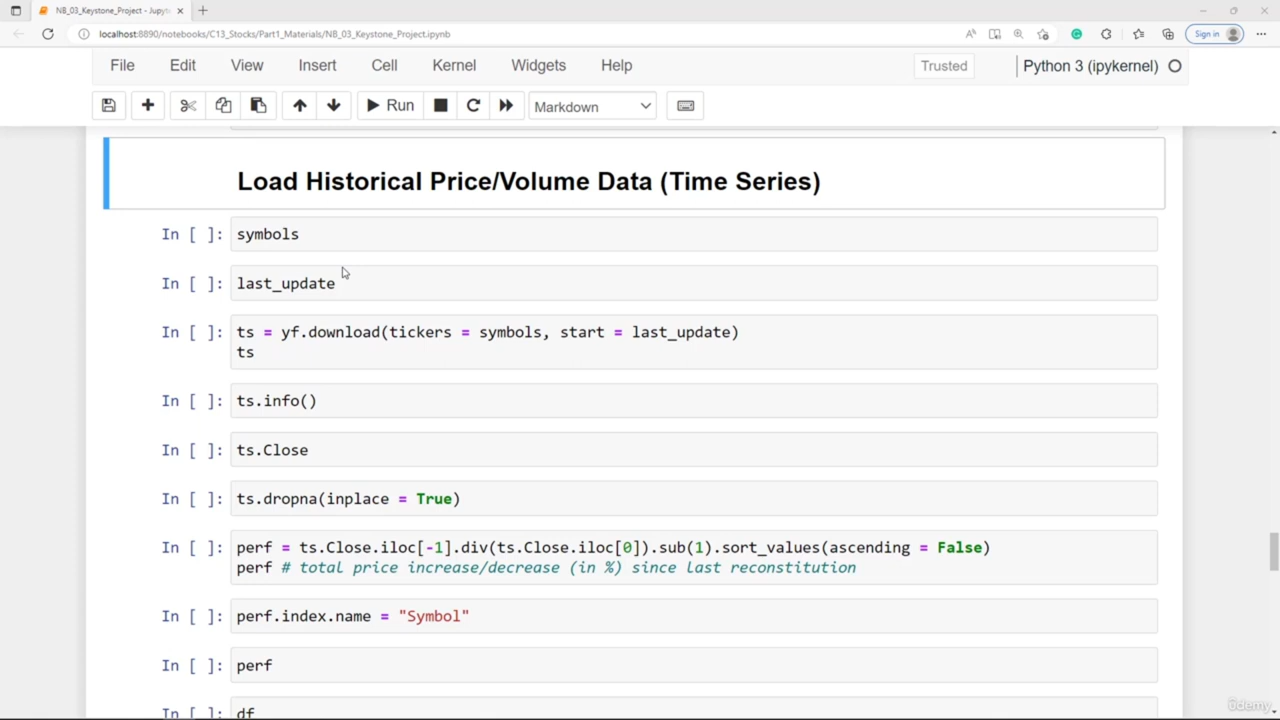 NB_03_Keystone_Project - Jupyt
localhost:8890/notebooks/C13_Stocks/Part1_Materials/NB_03_Keystone_Project.ipynb
Sign in
File Edit View Insert Cell Kernel Widgets Help
Trusted
Python 3 (ipykernel)
Run
Markdown
Load Historical Price/Volume Data (Time Series)
In [ ]: symbols
In [ ]: last_update
In [ ]: ts = yf.download(tickers = symbols, start = last_update)
ts
In [ ]: ts.info()
In [ ]: ts.Close
In [ ]: ts.dropna(inplace = True)
In [ ]: perf = ts.Close.iloc[-1].div(ts.Close.iloc[0]).sub(1).sort_values(ascending = False)
perf # total price increase/decrease (in %) since last reconstitution
In [ ]: perf.index.name = "Symbol"
In [ ]: perf
In [ ]: df
ûdemy